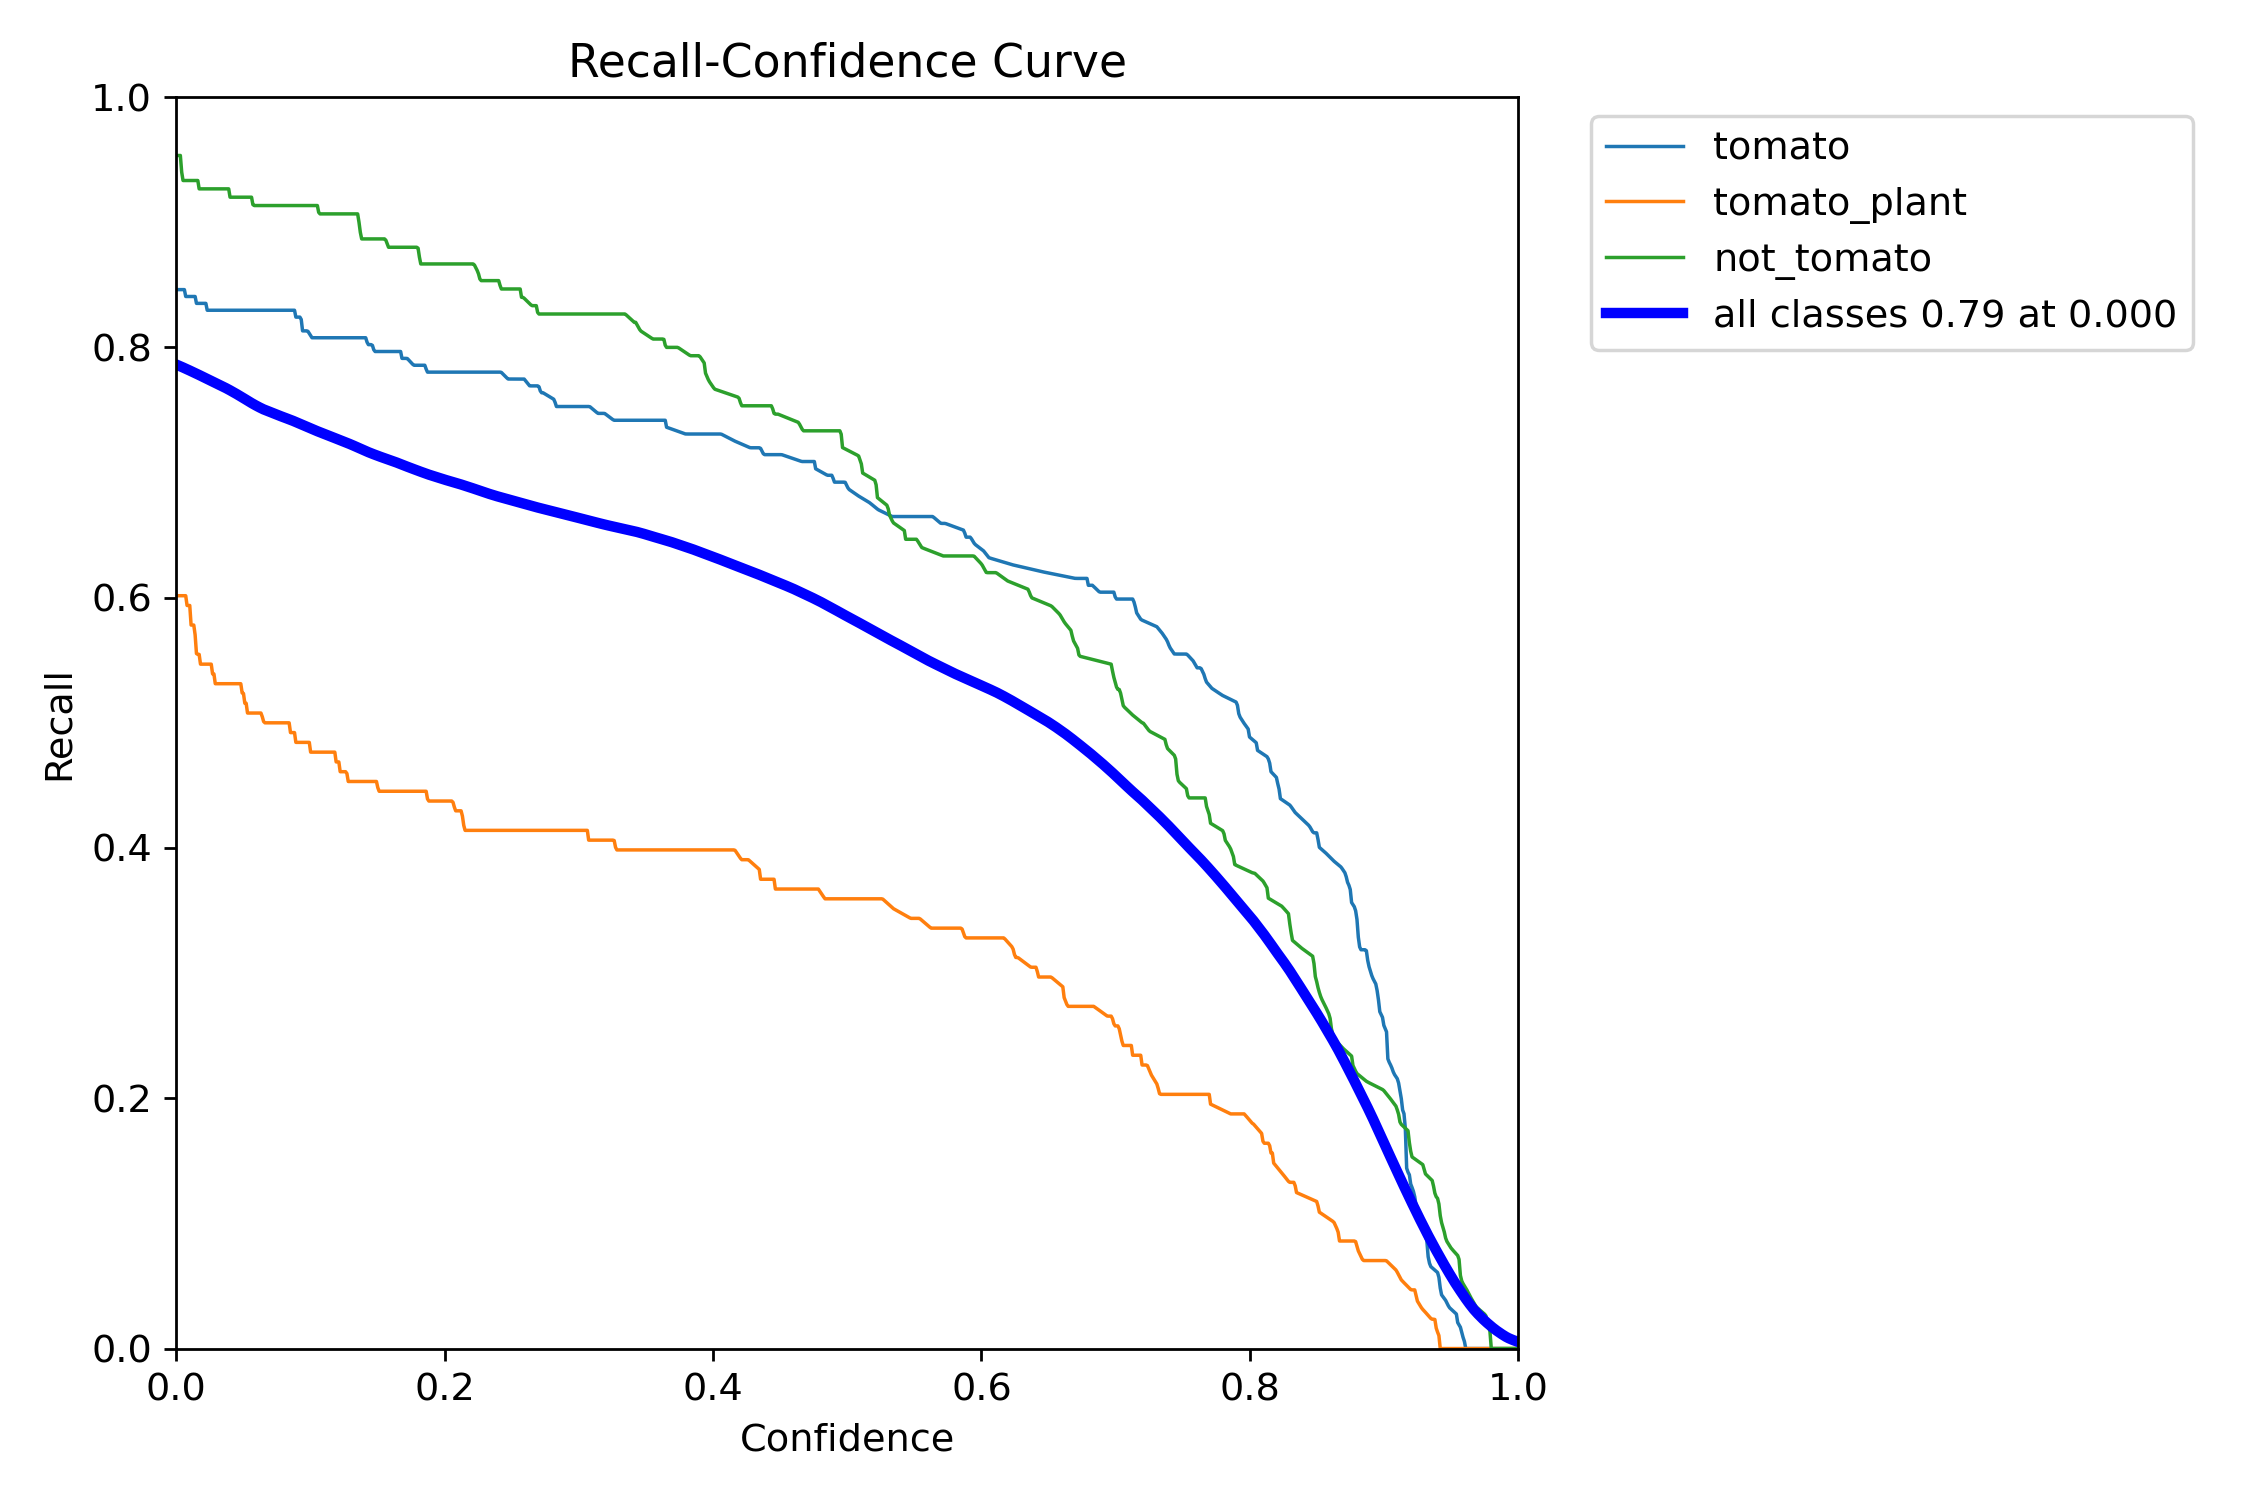 Recall-Confidence Curve
1.0
0.8
0.6
0.4
0.2
0.0
Recall
0.0 0.2 0.4 0.6 0.8 1.0
Confidence
tomato
tomato_plant
not_tomato
all classes 0.79 at 0.000